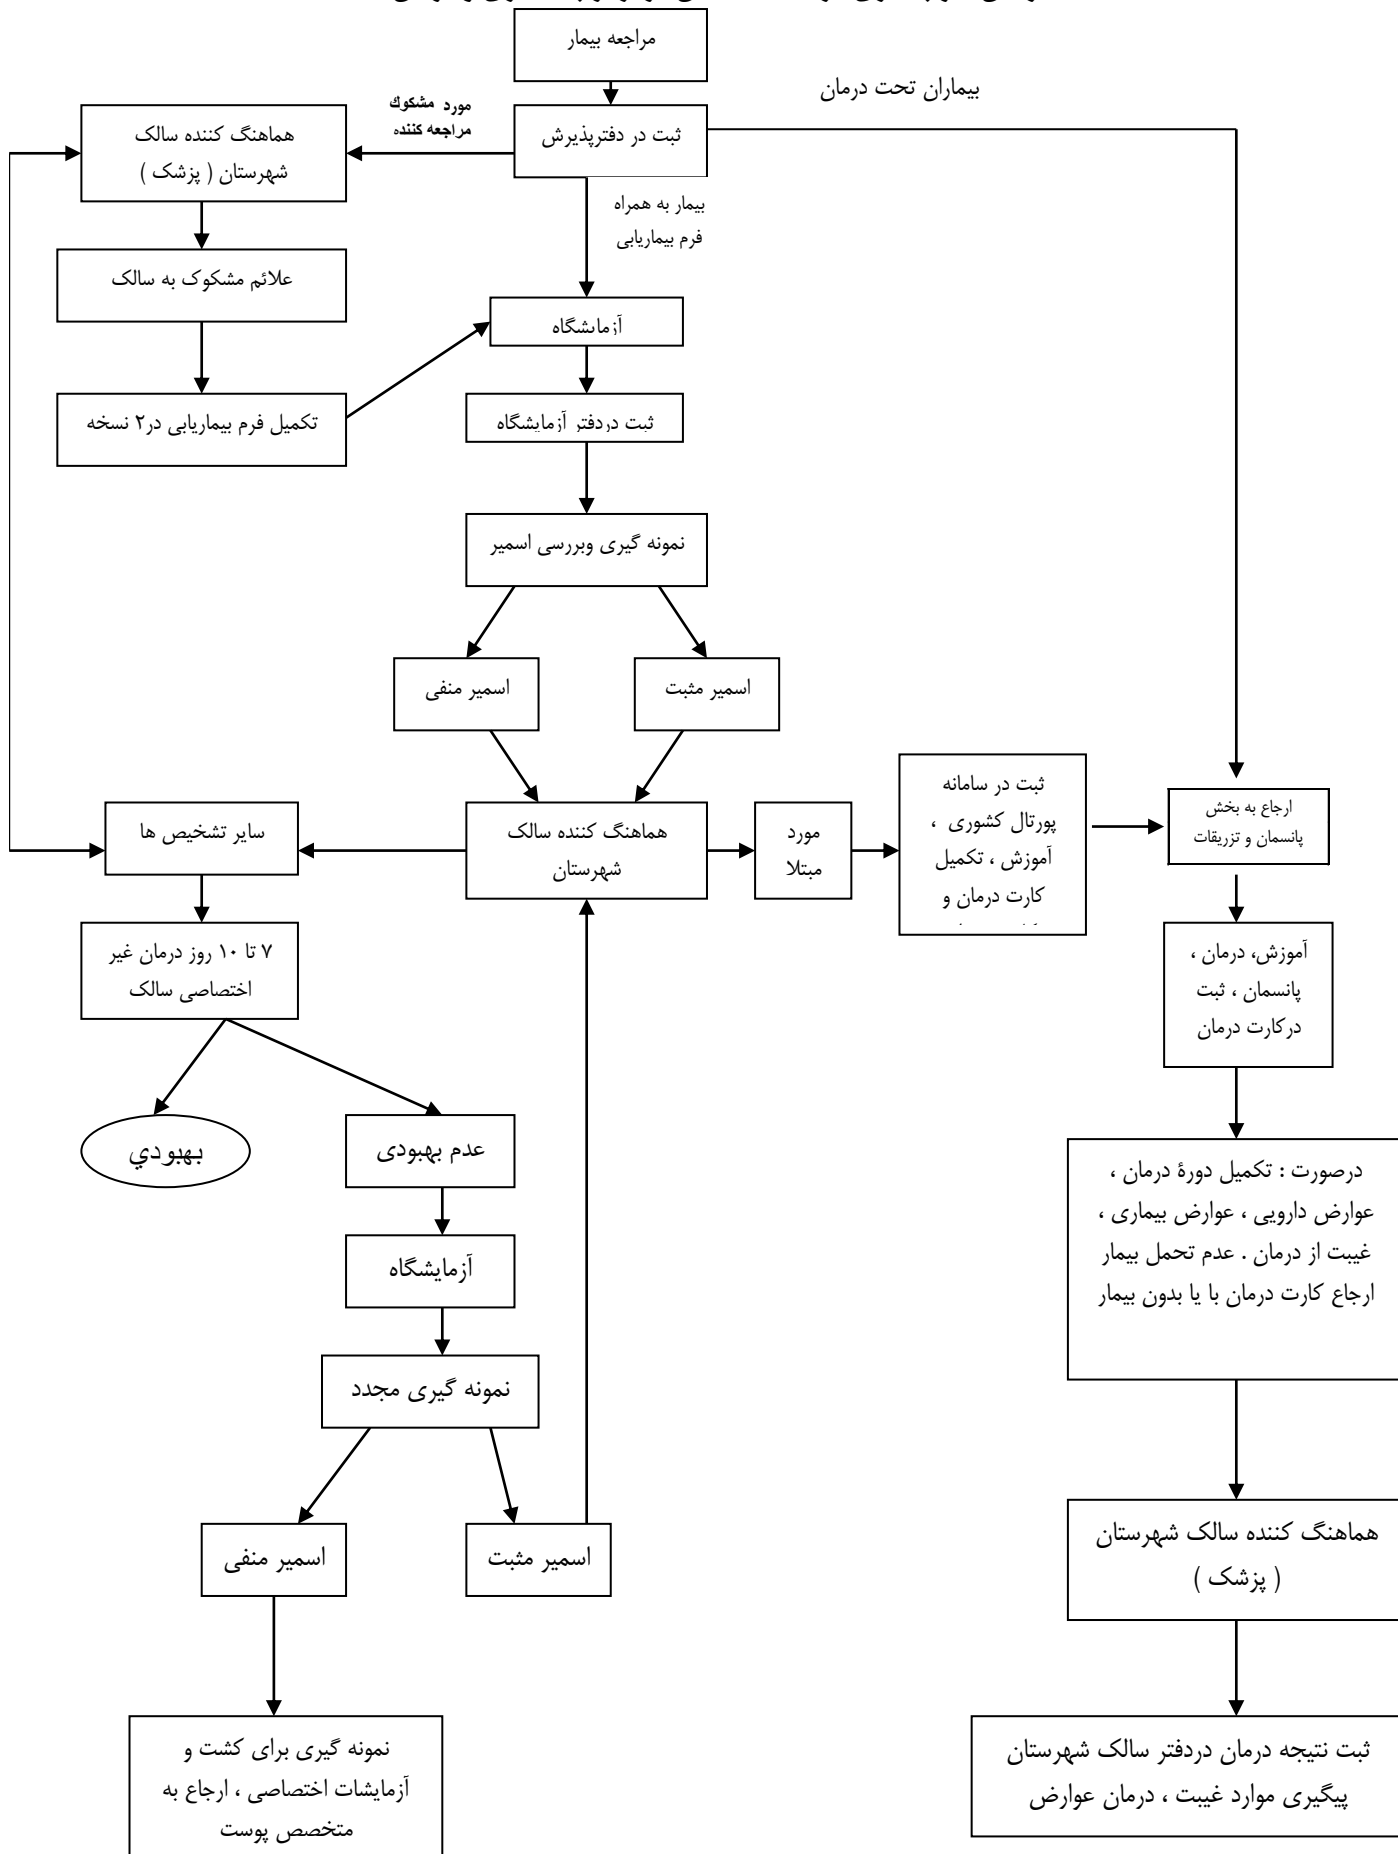 مراجعه بیمار
بیماران تحت درمان
مورد مشکوك
مراجعه کننده
ثبت در دفترپذیرش
هماهنگ کننده سالک
شهرستان ( پزشک )
بیمار به همراه
فرم بیماریابی
علائم مشکوک به سالک
آزمایشگاه
تکمیل فرم بیماریابی در۲ نسخه
ثبت دردفتر آزمایشگاه
نمونه گیری وبررسی اسمیر
اسمیر مثبت
اسمیر منفی
ثبت در سامانه
پورتال کشوری ،
آموزش ، تکمیل
کارت درمان و
ارجاع به بخش
پانسمان و تزریقات
مورد
مبتلا
هماهنگ کننده سالک
شهرستان
سایر تشخیص ها
۷ تا ۱۰ روز درمان غیر
اختصاصی سالک
آموزش، درمان ،
پانسمان ، ثبت
درکارت درمان
بهبودي
عدم بهبودی
آزمایشگاه
نمونه گیری مجدد
درصورت : تکمیل دورۀ درمان ،
عوارض دارویی ، عوارض بیماری ،
غیبت از درمان . عدم تحمل بیمار
ارجاع کارت درمان با یا بدون بیمار
اسمیر مثبت
اسمیر منفی
هماهنگ کننده سالک شهرستان
( پزشک )
نمونه گیری برای کشت و
آزمایشات اختصاصی ، ارجاع به
متخصص پوست
ثبت نتیجه درمان دردفتر سالک شهرستان
پیگیری موارد غیبت ، درمان عوارض